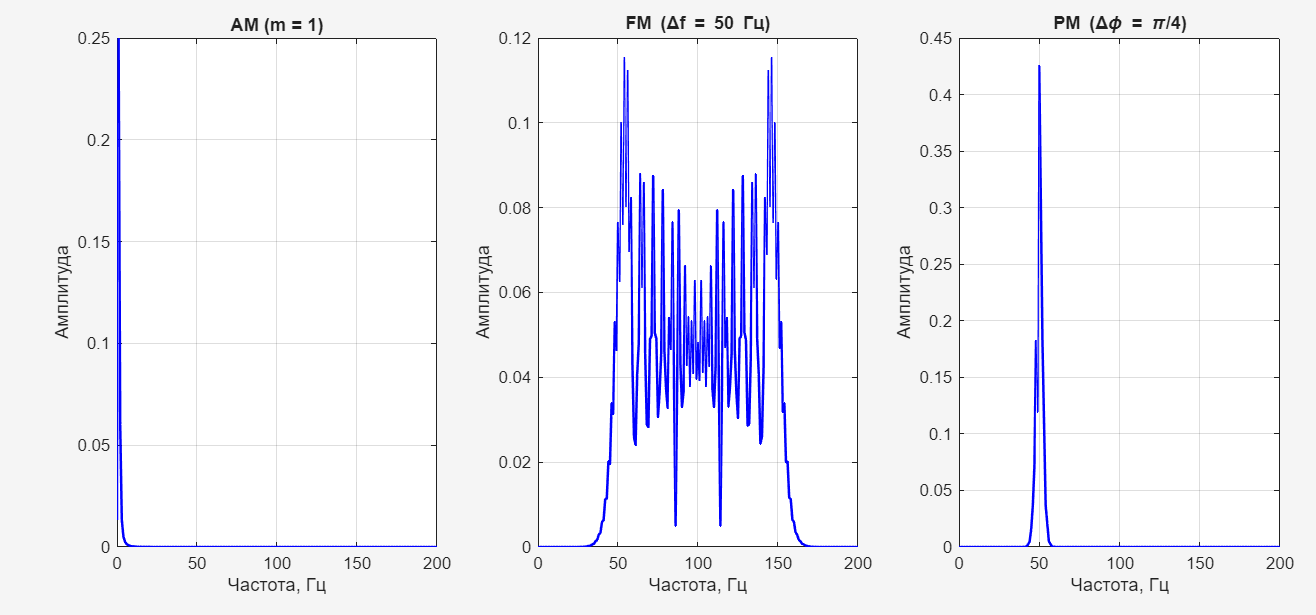 AM (m = 1)
0.25
0.2
0.15
0.1
0.05
0
Амплитуда
0 50 100 150 200
Частота, Гц
FM (Δf = 50 Гц)
0.12
0.1
0.08
0.06
0.04
0.02
0
Амплитуда
0 50 100 150 200
Частота, Гц
PM (Δϕ = π/4)
0.45
0.4
0.35
0.3
0.25
0.2
0.15
0.1
0.05
0
Амплитуда
0 50 100 150 200
Частота, Гц